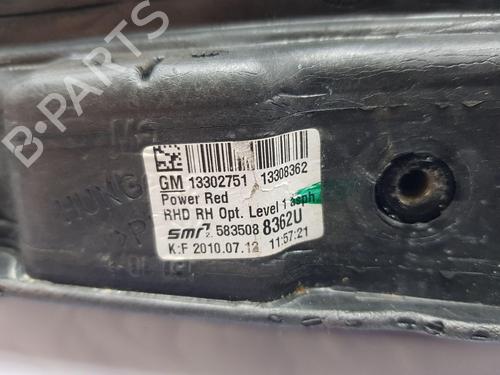 B-PARTS
GM 13302751 13308362
Power Red
RHD RH Opt. Level 1 asph
smr 583508 8362U
K:F 2010.07.12 11:57:21
HUNG